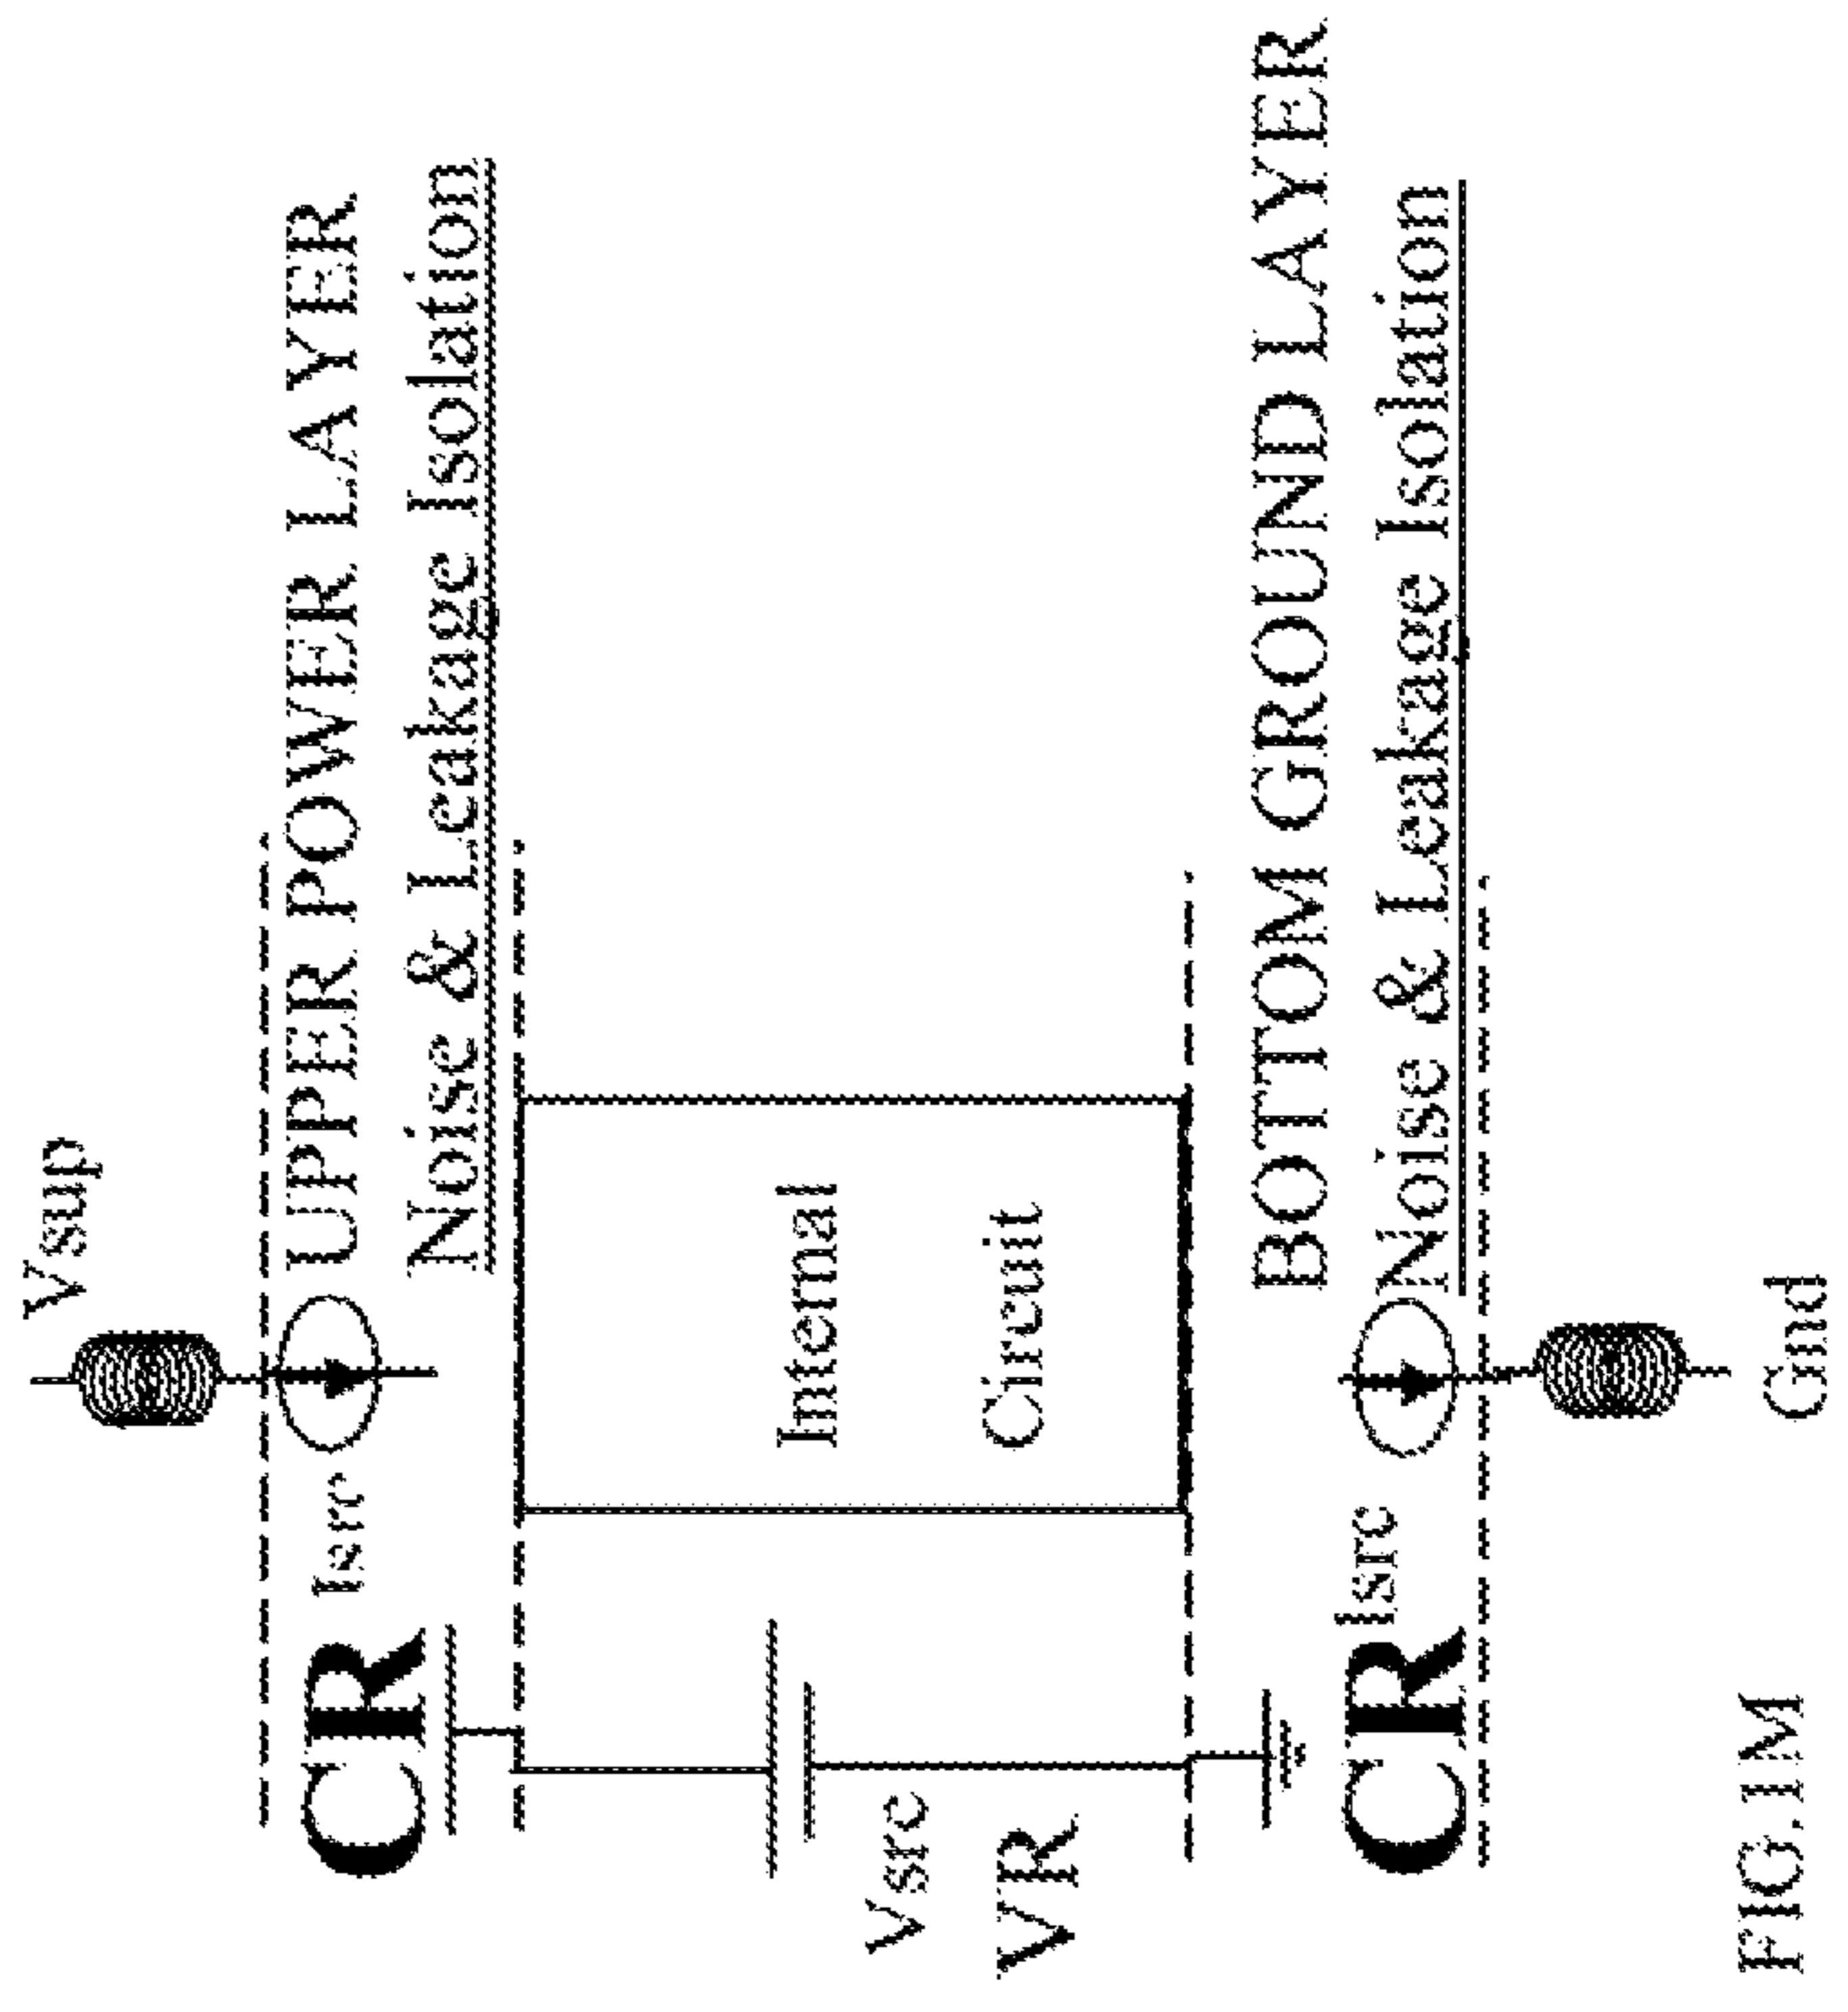 Vsup
CR Isrc UPPER POWER LAYER
Noise & Leakage Isolation
Internal
Circuit
Vsrc
VR
BOTTOM GROUND LAYER
CR Isrc Noise & Leakage Isolation
Gnd
FIG. 1M